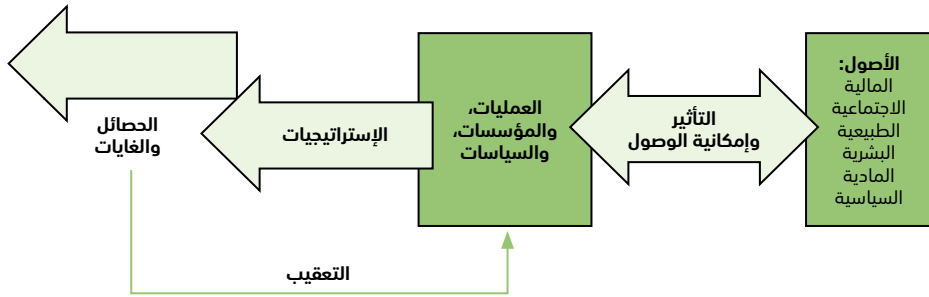 الأصول:
المالية
الاجتماعية
الطبيعية
البشرية
المادية
السياسية
التأثير
وإمكانية الوصول
العمليات،
والمؤسسات،
والسياسات
الإستراتيجيات
الحصائل
والغايات
التعقيب